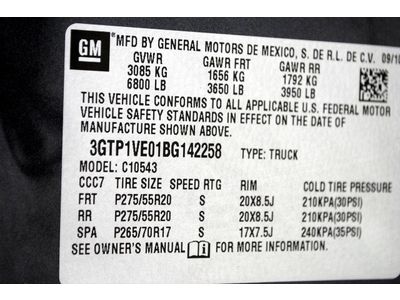 GM
MFD BY GENERAL MOTORS DE MEXICO, S. DE R.L. DE C.V. 09/10
GVWR GAWR FRT GAWR RR
3085 KG 1656 KG 1792 KG
6800 LB 3650 LB 3950 LB
THIS VEHICLE CONFORMS TO ALL APPLICABLE U.S. FEDERAL MOTOR
VEHICLE SAFETY STANDARDS IN EFFECT ON THE DATE OF
MANUFACTURE SHOWN ABOVE.
3GTP1VE01BG142258 TYPE: TRUCK
MODEL: C10543
CCC7 TIRE SIZE SPEED RTG RIM COLD TIRE PRESSURE
FRT P275/55R20 S 20X8.5J 210KPA(30PSI)
RR P275/55R20 S 20X8.5J 210KPA(30PSI)
SPA P265/70R17 S 17X7.5J 240KPA(35PSI)
SEE OWNER'S MANUAL FOR MORE INFORMATION.